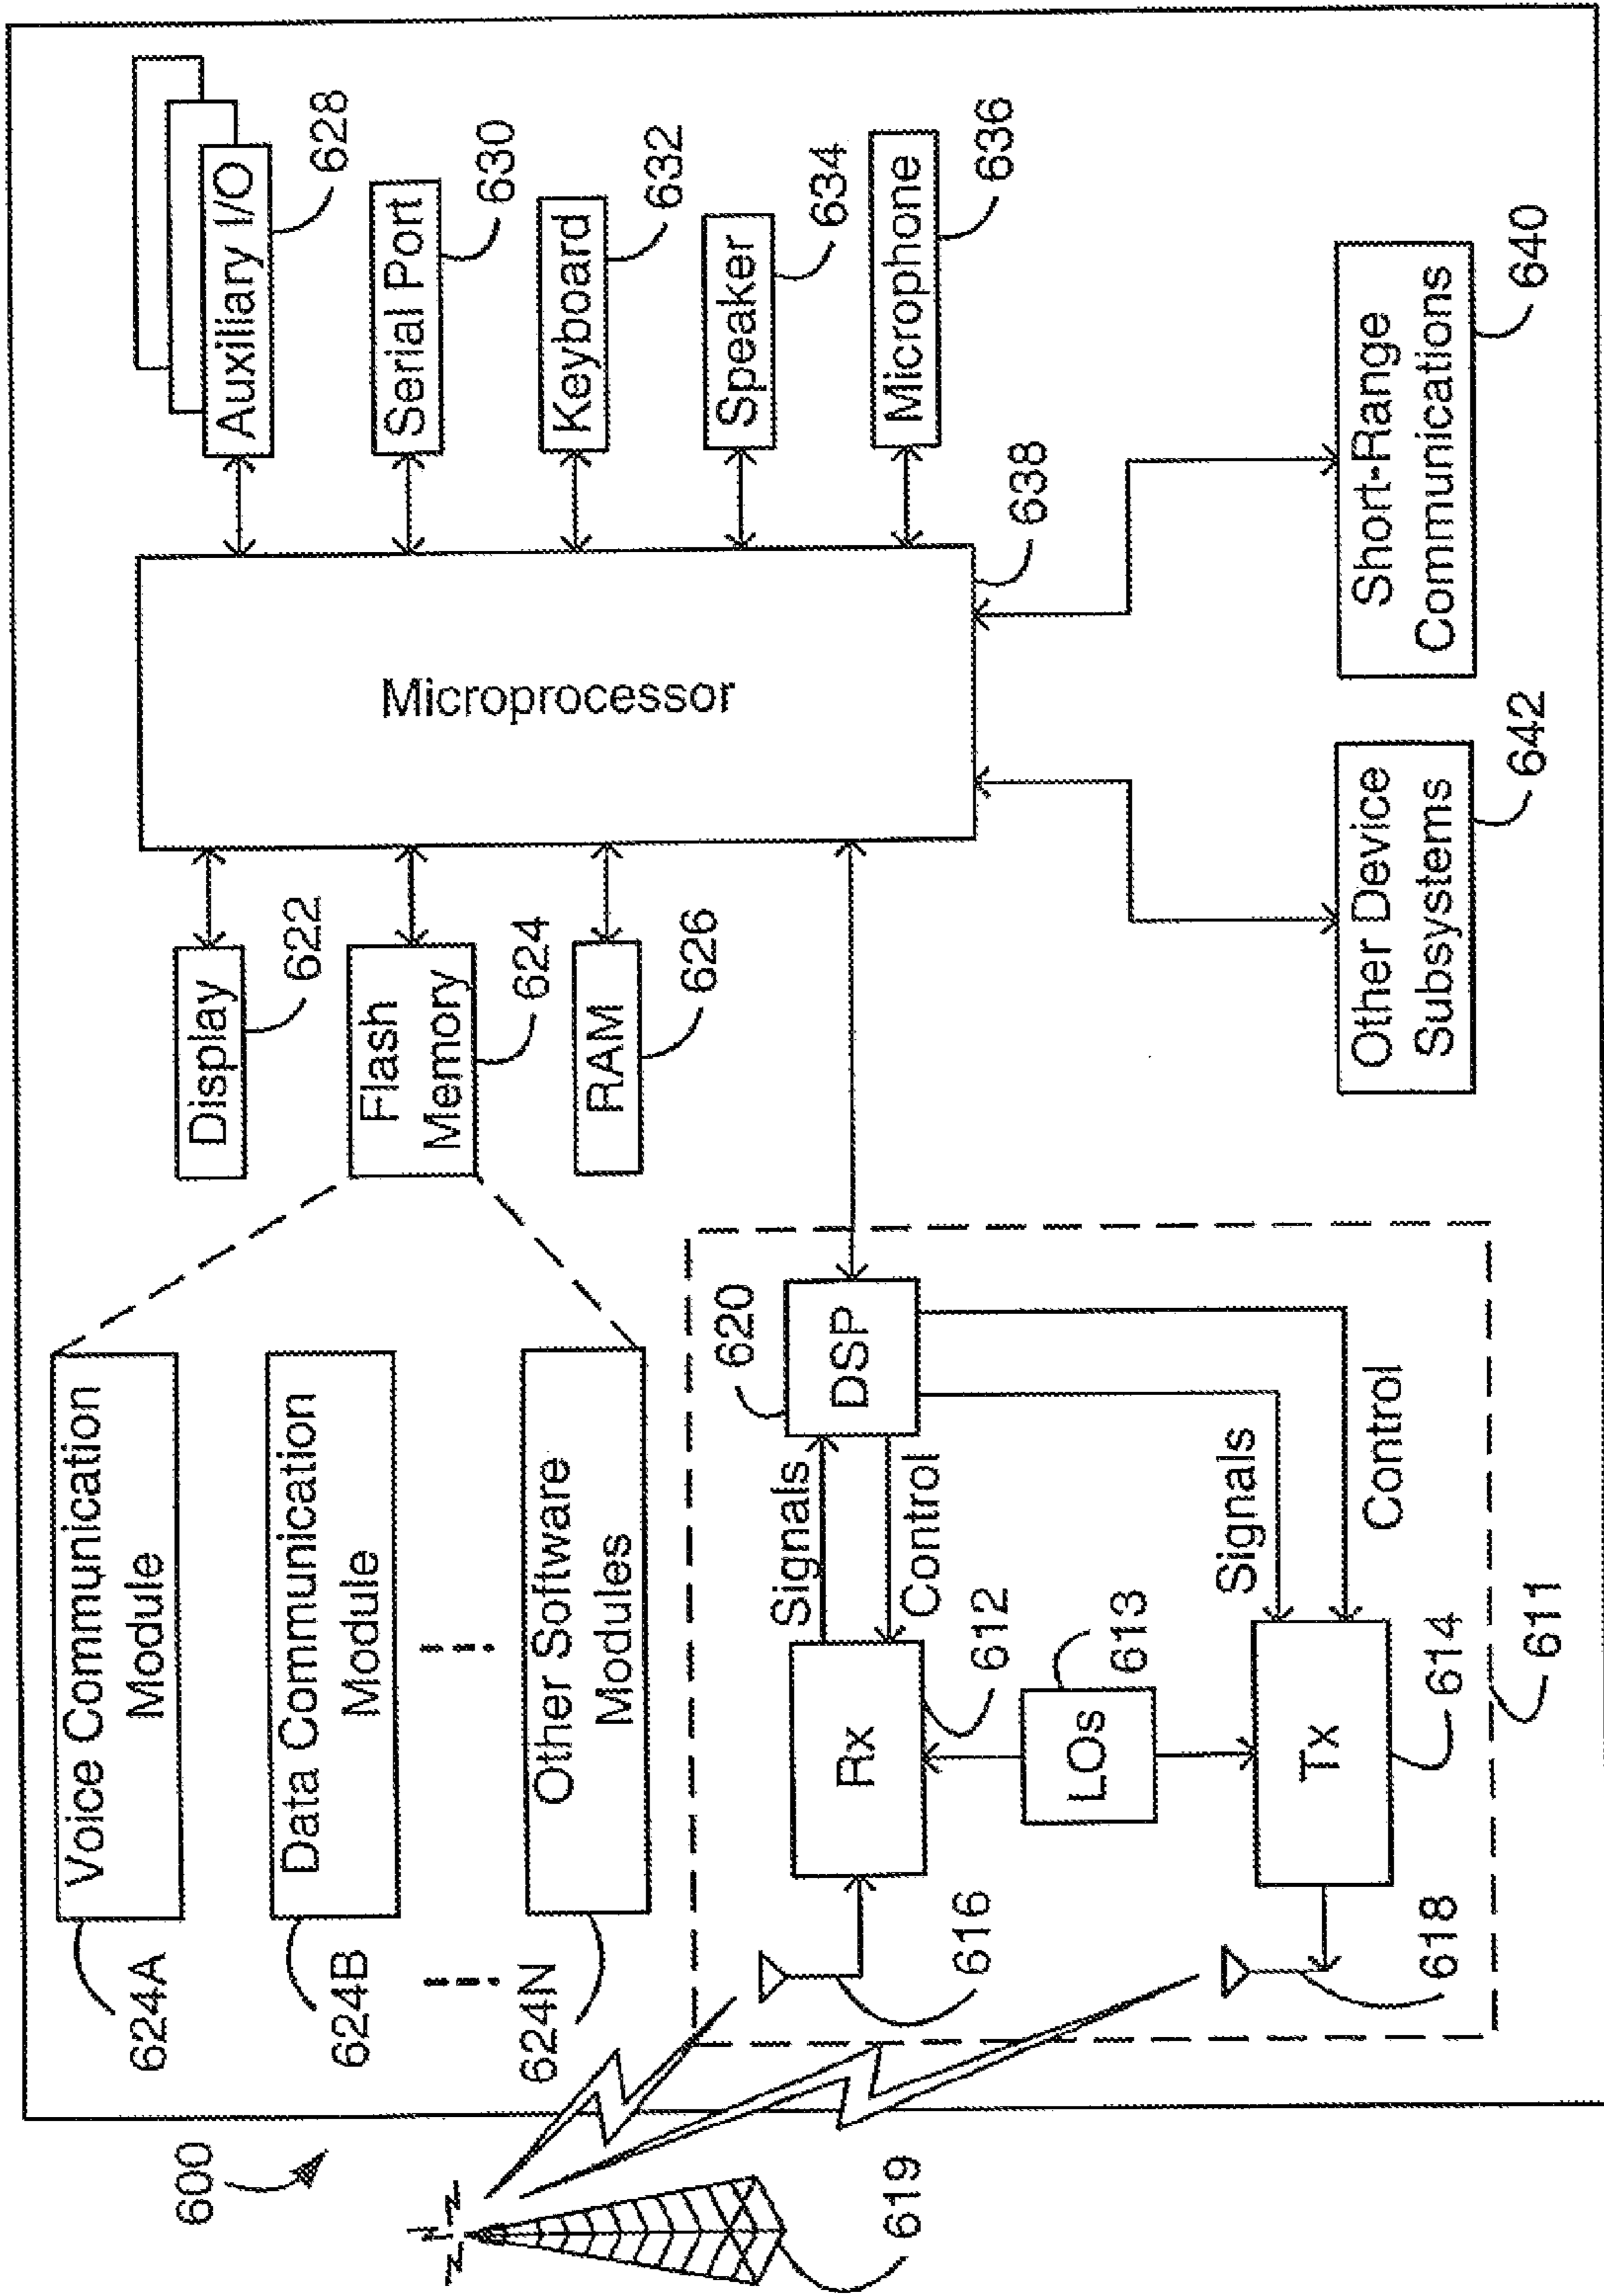 600
619
624A
Voice Communication
Module
624B
Data Communication
Module
624N
Other Software
Modules
Display
622
Flash
Memory
624
RAM
626
Microprocessor
638
Auxiliary I/O
628
Serial Port
630
Keyboard
632
Speaker
634
Microphone
636
616
Rx
612
Signals
Control
DSP
620
LOs
613
618
Tx
614
Signals
Control
611
Other Device
Subsystems
642
Short-Range
Communications
640